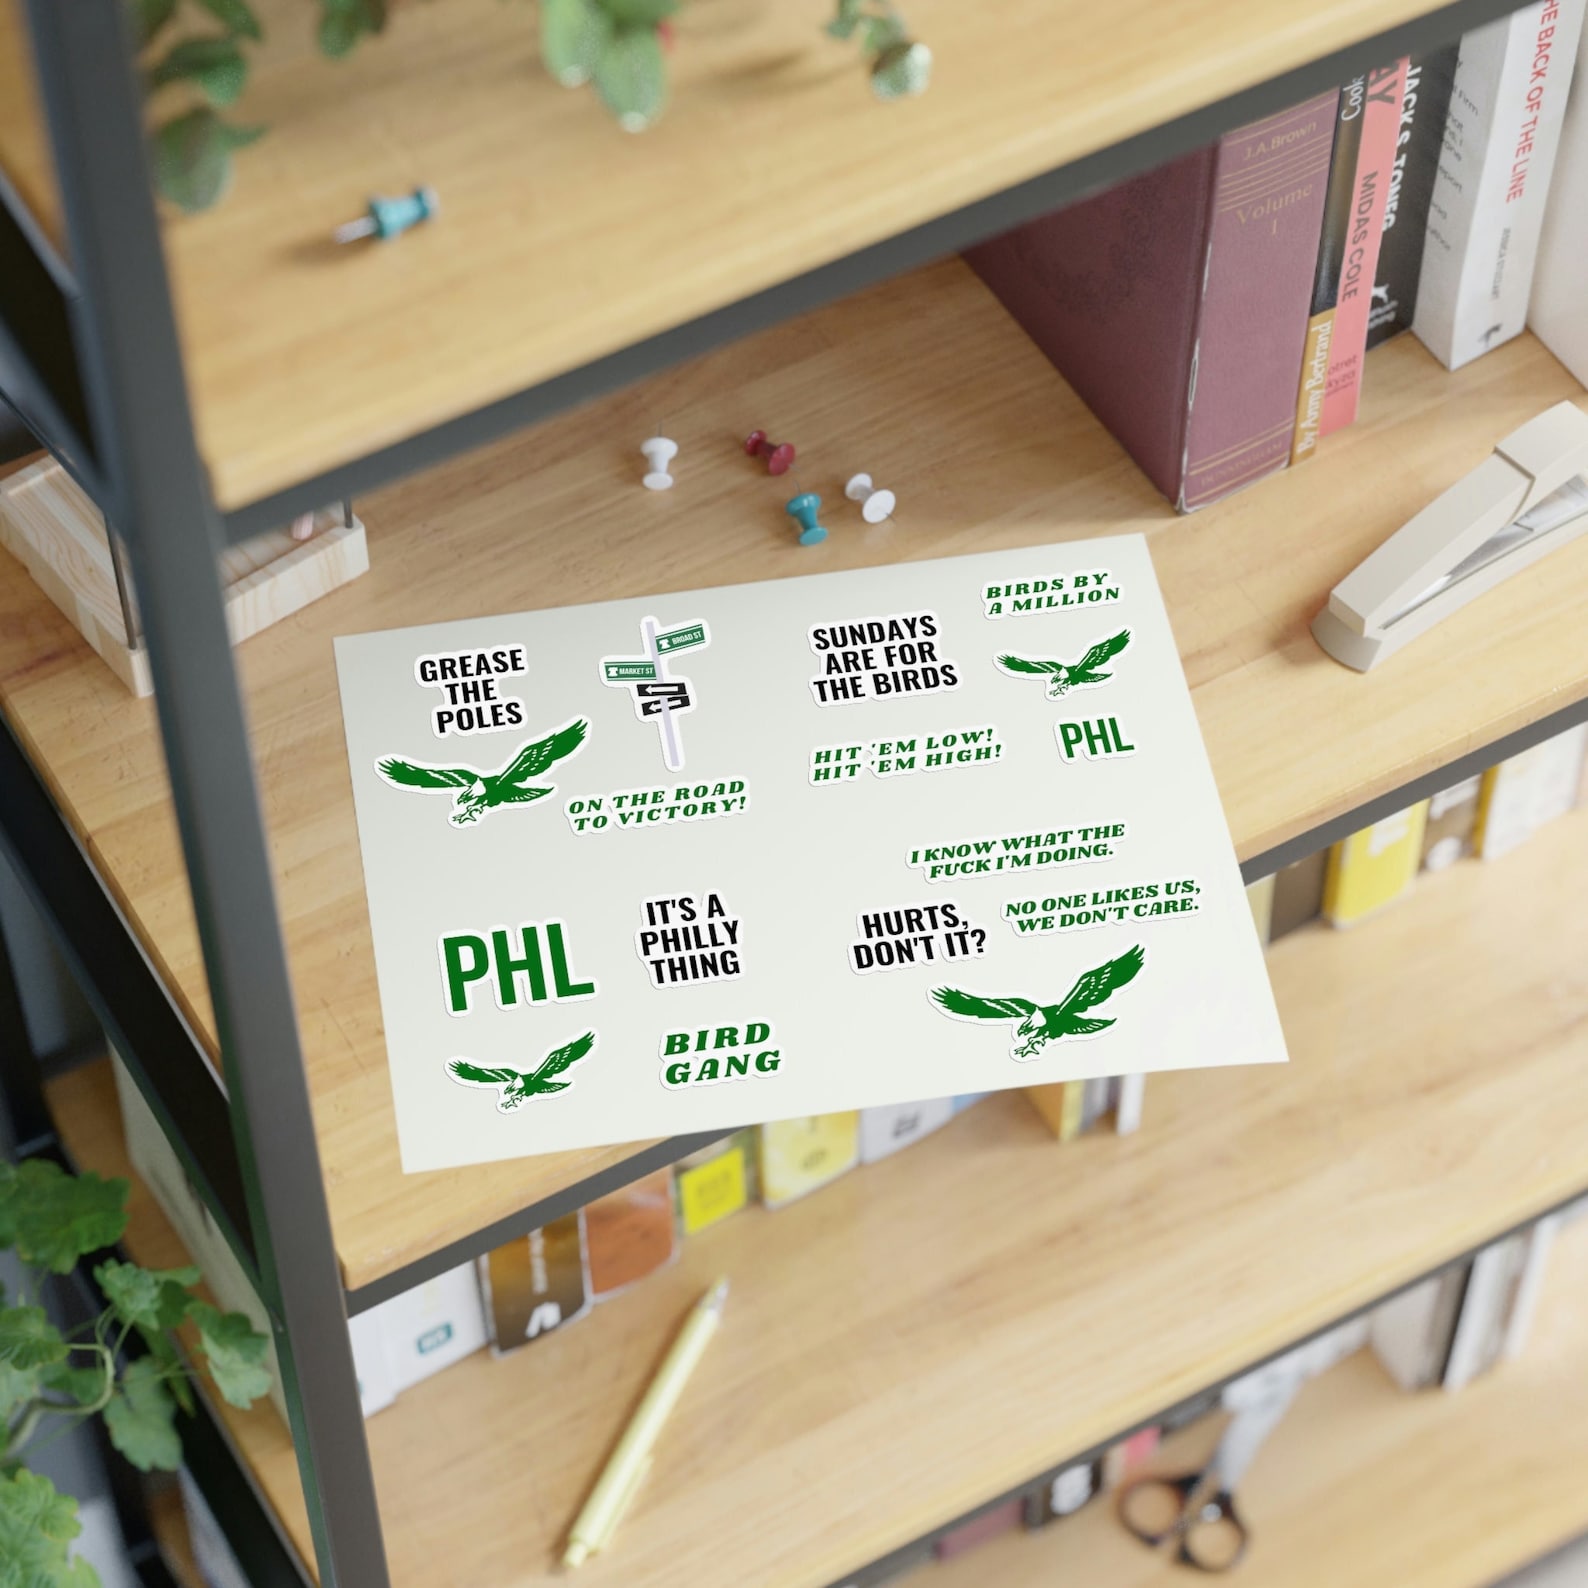 THE BACK OF THE LINE
JACK S. JONES
MIDAS COLE
By Anny Bertrand
Cook
J.A.Brown
Volume
I
BIRDS BY
A MILLION
GREASE
THE
POLES
BROAD ST
MARKET ST
SUNDAYS
ARE FOR
THE BIRDS
HIT 'EM LOW!
HIT 'EM HIGH!
PHL
ON THE ROAD
TO VICTORY!
I KNOW WHAT THE
FUCK I'M DOING.
NO ONE LIKES US,
WE DON'T CARE.
HURTS,
DON'T IT?
IT'S A
PHILLY
THING
PHL
BIRD
GANG